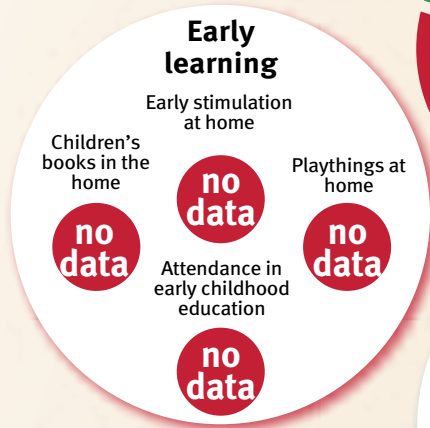 Early
learning
Early stimulation
at home
no
data
Children’s
books in the
home
no
data
Playthings at
home
no
data
Attendance in
early childhood
education
no
data